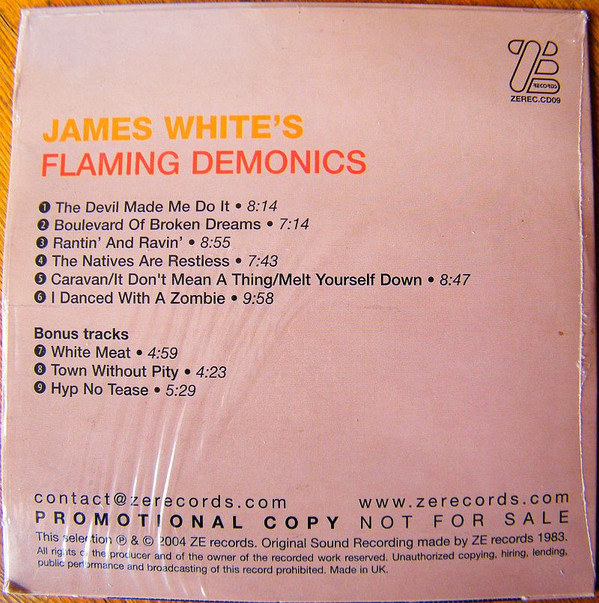 ZE RECORDS
ZEREC.CD09
JAMES WHITE'S
FLAMING DEMONICS
1 The Devil Made Me Do It • 8:14
2 Boulevard Of Broken Dreams • 7:14
3 Rantin' And Ravin' • 8:55
4 The Natives Are Restless • 7:43
5 Caravan/It Don't Mean A Thing/Melt Yourself Down • 8:47
6 I Danced With A Zombie • 9:58
Bonus tracks
7 White Meat • 4:59
8 Town Without Pity • 4:23
9 Hyp No Tease • 5:29
contact@zerecords.com www.zerecords.com
PROMOTIONAL COPY NOT FOR SALE
This selection ℗ & © 2004 ZE records. Original Sound Recording made by ZE records 1983.
All rights of the producer and of the owner of the recorded work reserved. Unauthorized copying, hiring, lending,
public performance and broadcasting of this record prohibited. Made in UK.